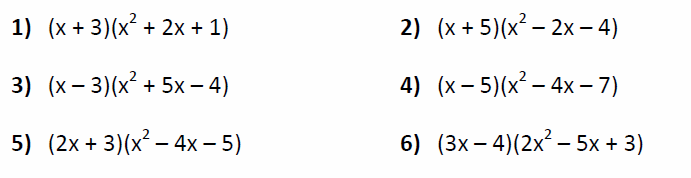 1) (x + 3)(x² + 2x + 1) 2) (x + 5)(x² – 2x – 4)
3) (x – 3)(x² + 5x – 4) 4) (x – 5)(x² – 4x – 7)
5) (2x + 3)(x² – 4x – 5) 6) (3x – 4)(2x² – 5x + 3)